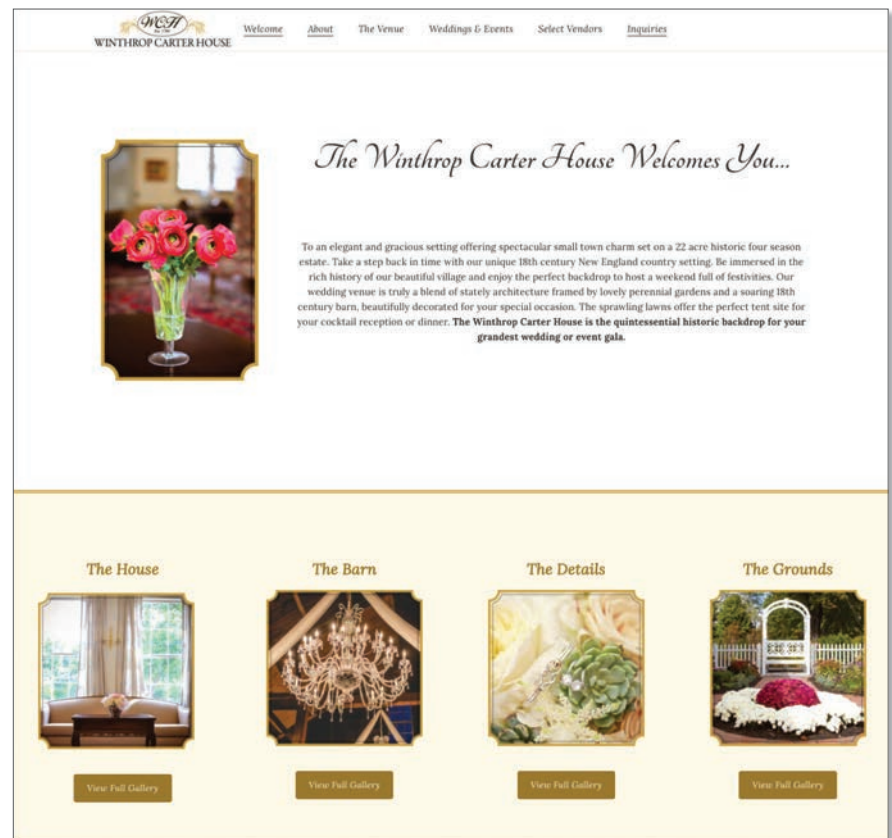 WCH
WINTHROP CARTER HOUSE
Welcome About The Venue Weddings & Events Select Vendors Inquiries
The Winthrop Carter House Welcomes You...
To an elegant and gracious setting offering spectacular small town charm set on a 22 acre historic four season
estate. Take a step back in time with our unique 18th century New England country setting. Be immersed in the
rich history of our beautiful village and enjoy the perfect backdrop to host a weekend full of festivities. Our
wedding venue is truly a blend of stately architecture framed by lovely perennial gardens and a soaring 18th
century barn, beautifully decorated for your special occasion. The sprawling lawns offer the perfect tent site for
your cocktail reception or dinner. The Winthrop Carter House is the quintessential historic backdrop for your
grandest wedding or event gala.
The House The Barn The Details The Grounds
View Full Gallery View Full Gallery View Full Gallery View Full Gallery